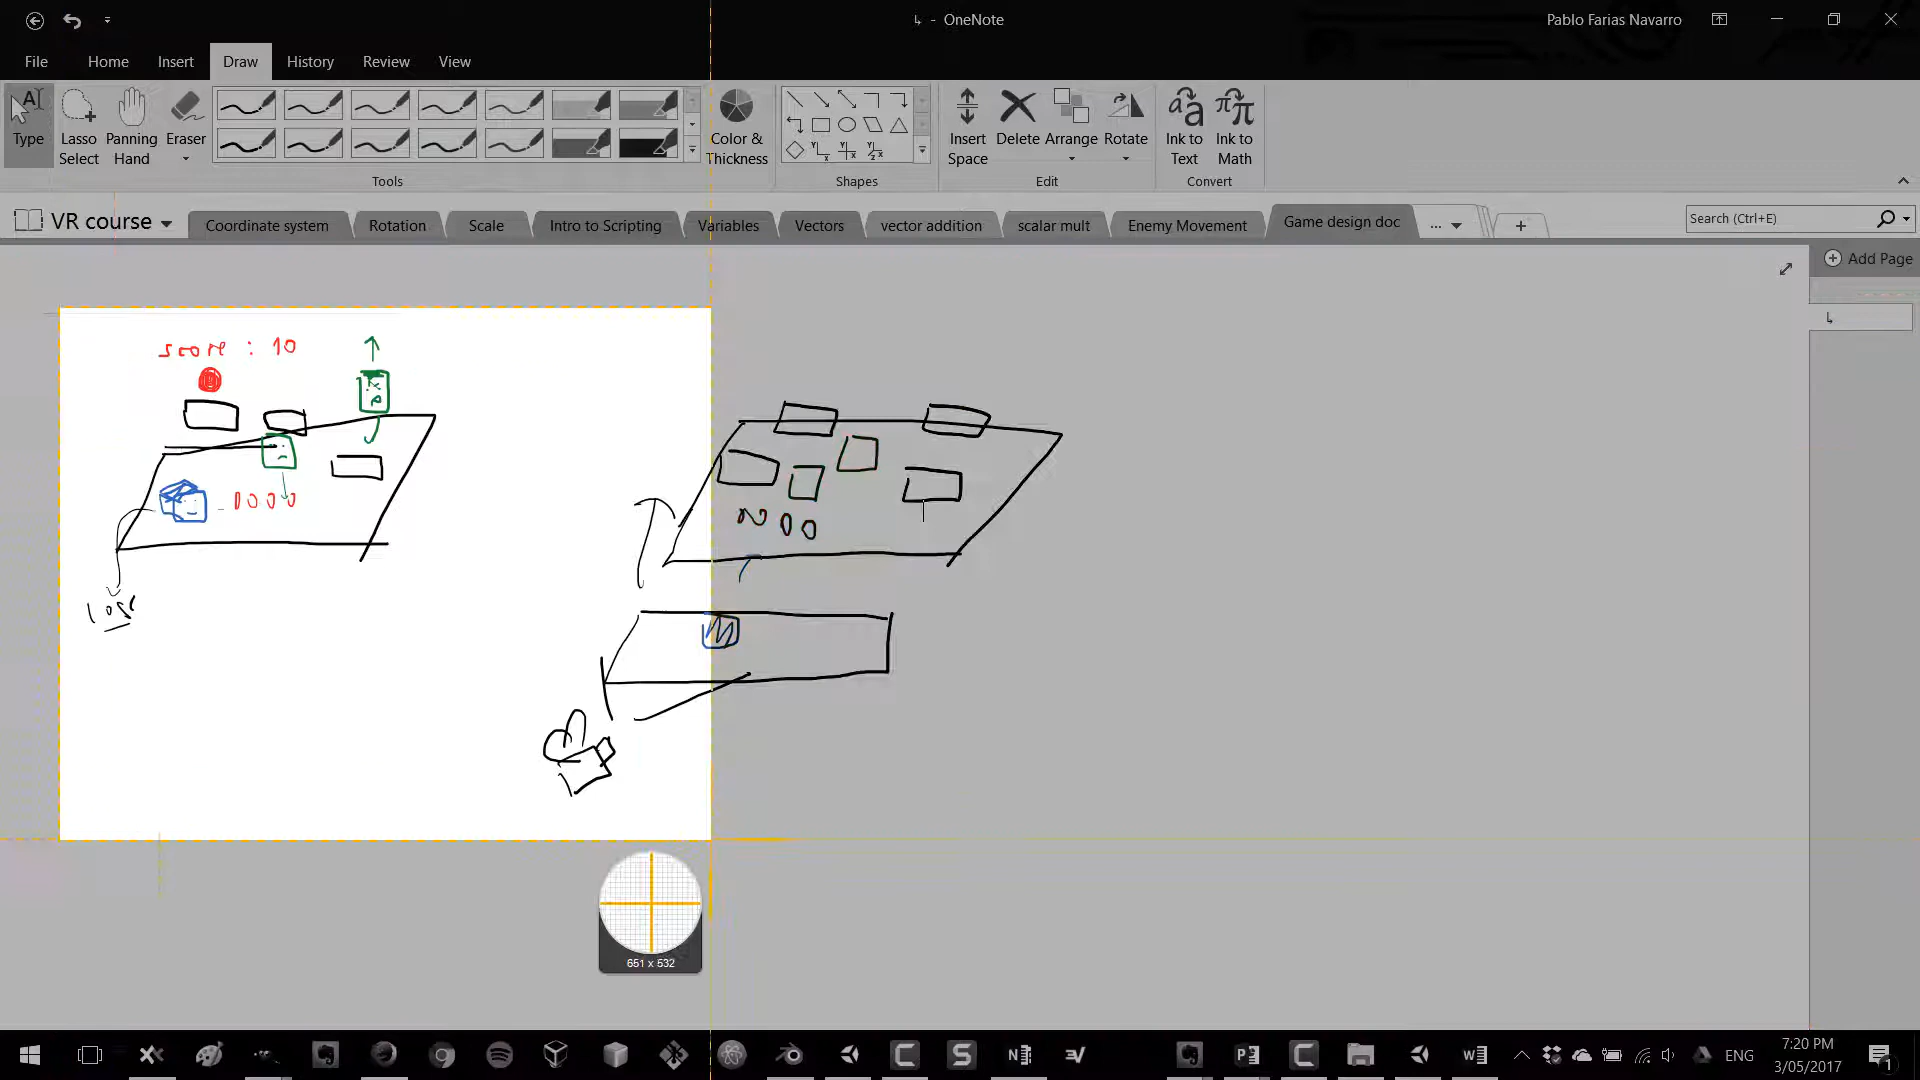 ↳ - OneNote
Pablo Farias Navarro
File Home Insert Draw History Review View
Type
Lasso Select
Panning Hand
Eraser
Color & Thickness
Insert Space
Delete
Arrange
Rotate
Ink to Text
Ink to Math
Tools
Shapes
Edit
Convert
VR course
Coordinate system
Rotation
Scale
Intro to Scripting
Variables
Vectors
vector addition
scalar mult
Enemy Movement
Game design doc
...
Search (Ctrl+E)
Add Page
score : 10
lose
651 x 532
ENG
7:20 PM
3/05/2017
1